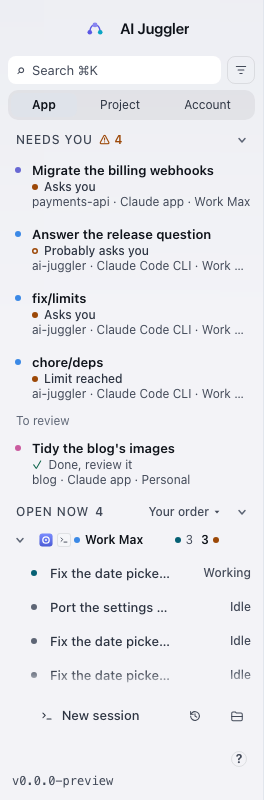 AI Juggler
Search ⌘K
App Project Account
NEEDS YOU 4
Migrate the billing webhooks
Asks you
payments-api · Claude app · Work Max
Answer the release question
Probably asks you
ai-juggler · Claude Code CLI · Work ...
fix/limits
Asks you
ai-juggler · Claude Code CLI · Work ...
chore/deps
Limit reached
ai-juggler · Claude Code CLI · Work ...
To review
Tidy the blog's images
✓ Done, review it
blog · Claude app · Personal
OPEN NOW 4 Your order
Work Max 3 3
Fix the date picke... Working
Port the settings ... Idle
Fix the date picke... Idle
Fix the date picke... Idle
New session
?
v0.0.0-preview